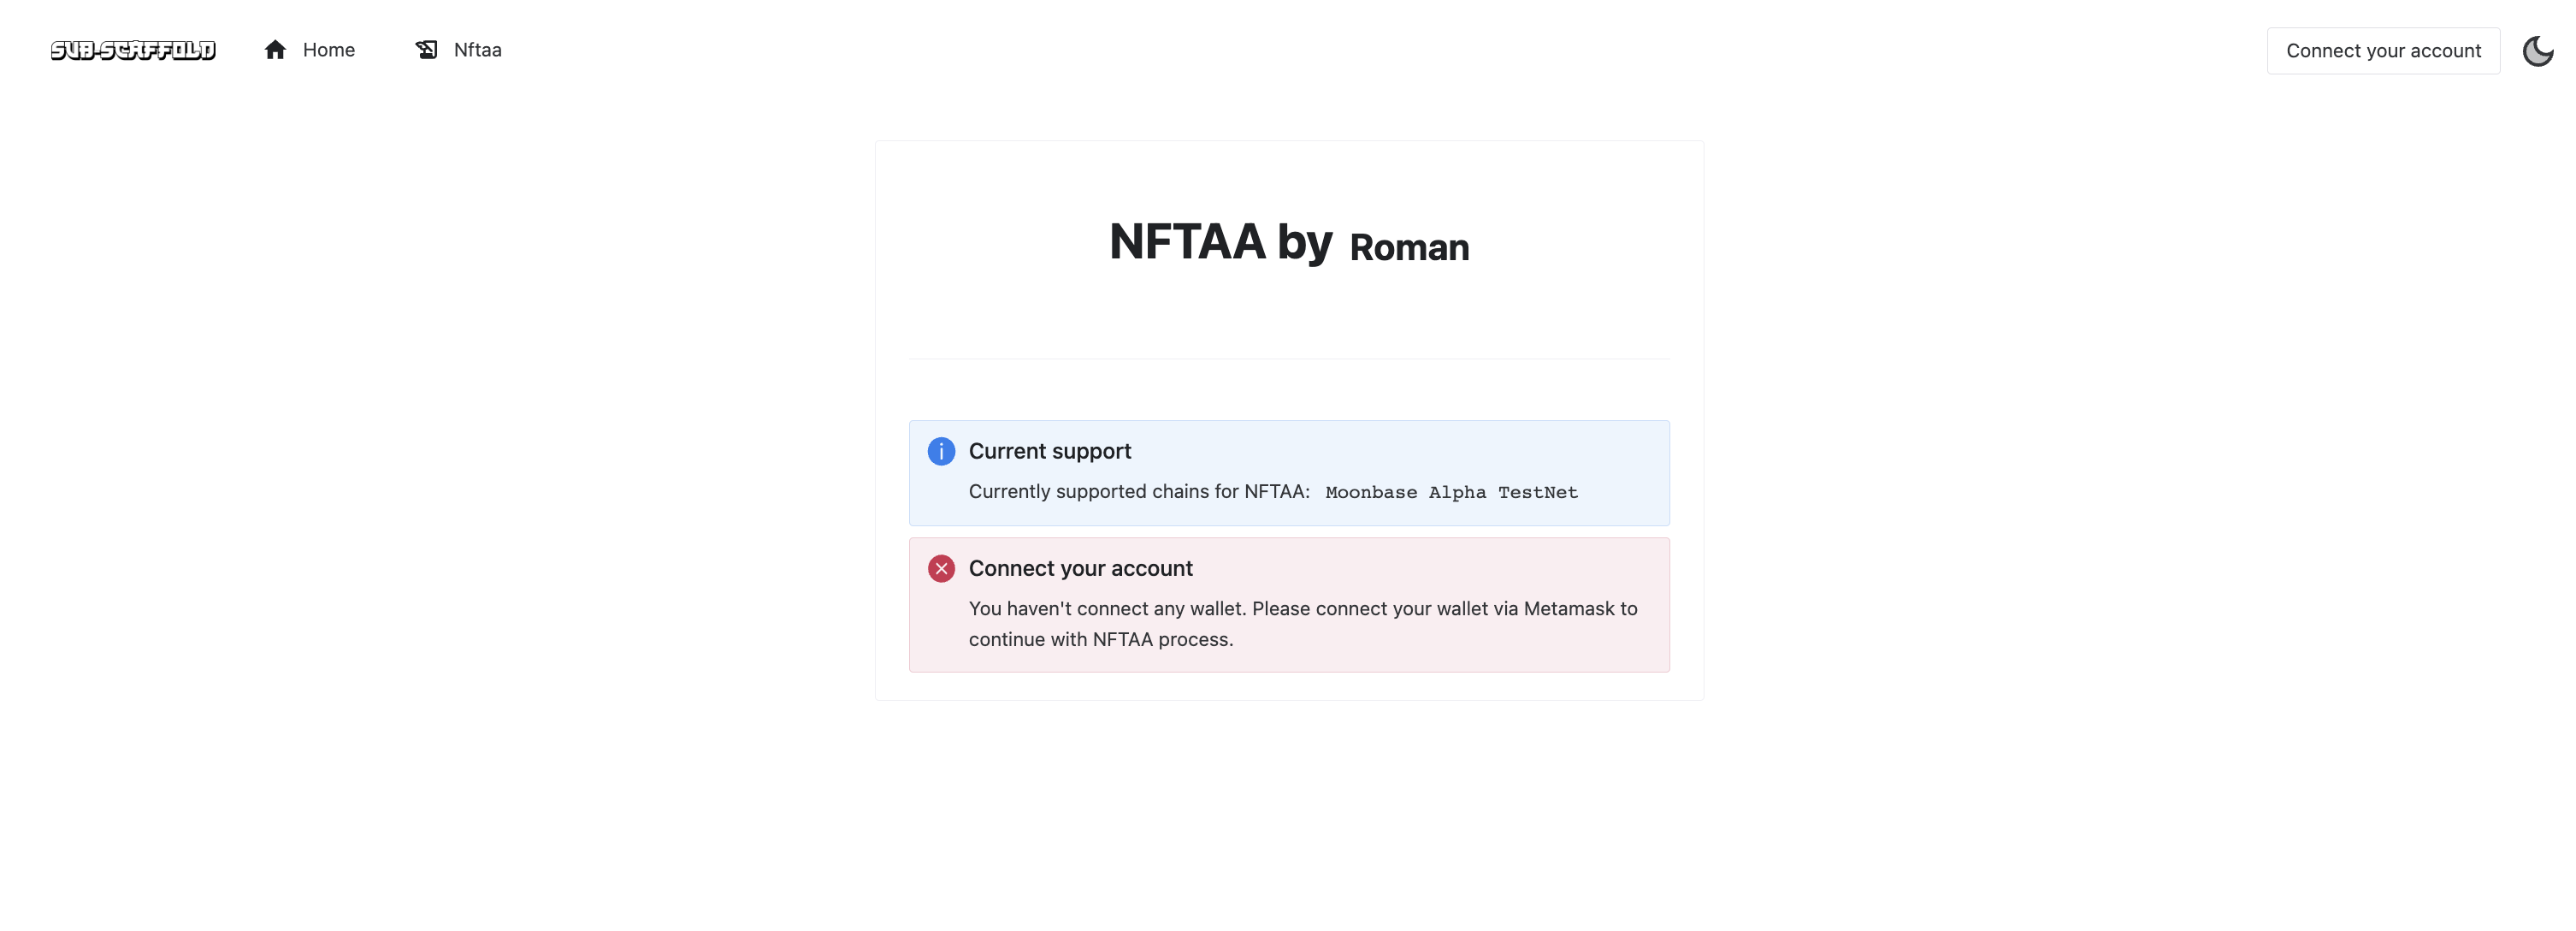 SUB-SCAFFOLD
Home
Nftaa
Connect your account
NFTAA by Roman
Current support
Currently supported chains for NFTAA: Moonbase Alpha TestNet
Connect your account
You haven't connect any wallet. Please connect your wallet via Metamask to
continue with NFTAA process.